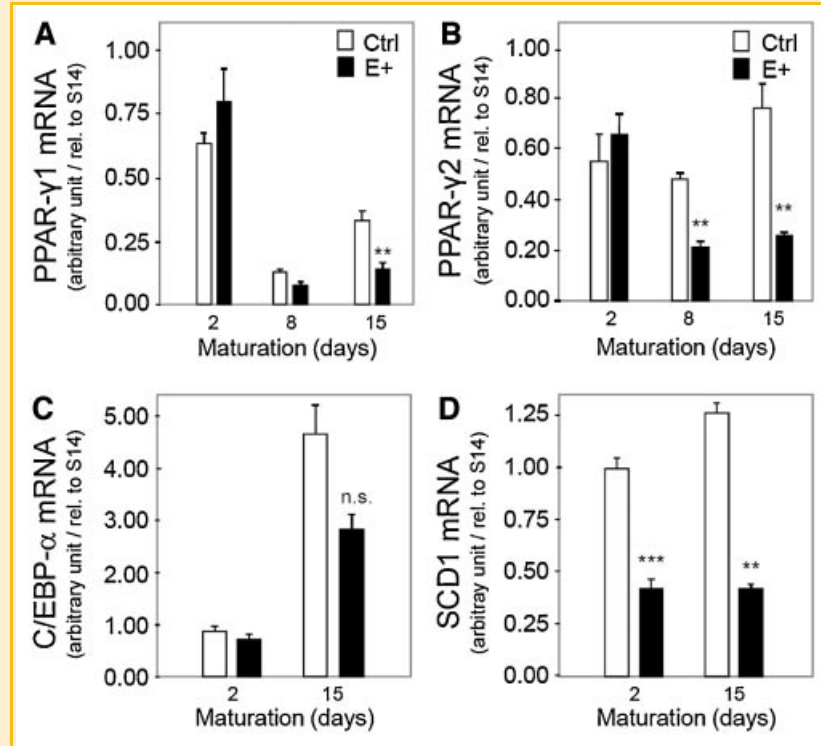 A
PPAR-γ1 mRNA
(arbitrary unit / rel. to S14)
1.00
0.75
0.50
0.25
0.00
Ctrl
E+
**
2 8 15
Maturation (days)
B
PPAR-γ2 mRNA
(arbitrary unit / rel. to S14)
1.00
0.80
0.60
0.40
0.20
0.00
Ctrl
E+
**
**
2 8 15
Maturation (days)
C
C/EBP-α mRNA
(arbitrary unit / rel. to S14)
5.00
4.00
3.00
2.00
1.00
0.00
n.s.
2 15
Maturation (days)
D
SCD1 mRNA
(arbitray unit / rel. to S14)
1.25
1.00
0.75
0.50
0.25
0.00
***
**
2 15
Maturation (days)